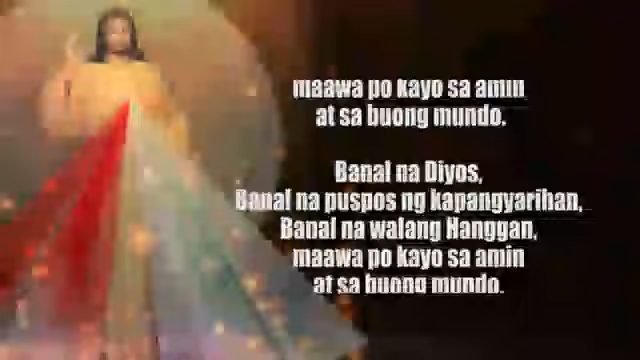 maawa po kayo sa amin
at sa buong mundo.
Banal na Diyos,
Banal na puspos ng kapangyarihan,
Banal na walang Hanggan,
maawa po kayo sa amin
at sa buong mundo.